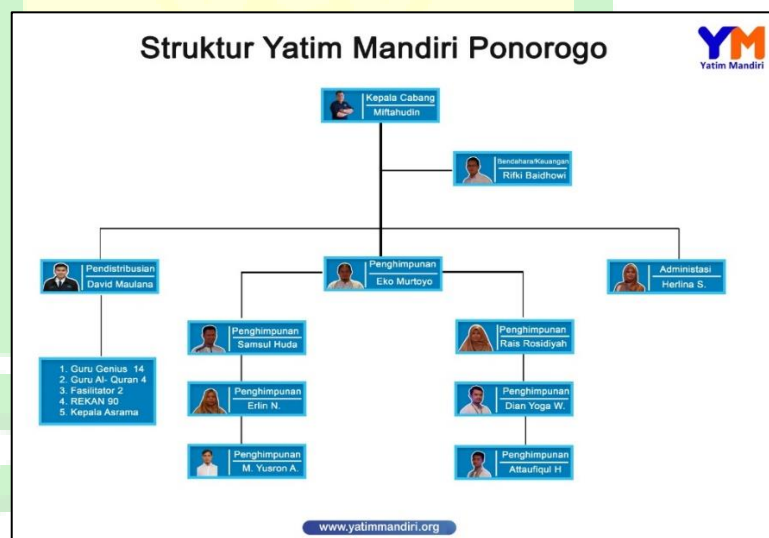 Struktur Yatim Mandiri Ponorogo
YM
Yatim Mandiri
Kepala Cabang
Miftahudin
Bendahara/Keuangan
Rifki Baidhowi
Pendistribusian
David Maulana
Penghimpunan
Eko Murtoyo
Administasi
Herlina S.
Penghimpunan
Samsul Huda
Penghimpunan
Rais Rosidiyah
1. Guru Genius 14
2. Guru Al- Quran 4
3. Fasilitator 2
4. REKAN 90
5. Kepala Asrama
Penghimpunan
Erlin N.
Penghimpunan
Dian Yoga W.
Penghimpunan
M. Yusron A.
Penghimpunan
Attaufiqul H
www.yatimmandiri.org